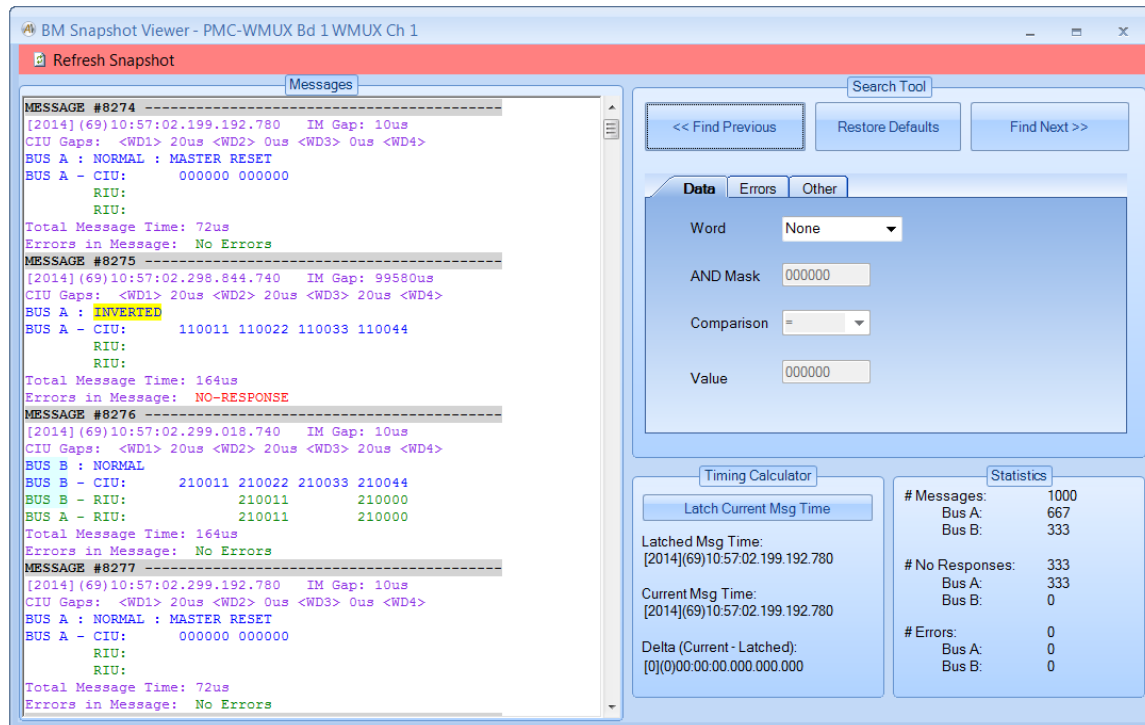 BM Snapshot Viewer - PMC-WMUX Bd 1 WMUX Ch 1
Refresh Snapshot
Messages
MESSAGE #8274 ------------------------------------------
[2014](69)10:57:02.199.192.780 IM Gap: 10us
CIU Gaps: <WD1> 20us <WD2> 0us <WD3> 0us <WD4>
BUS A : NORMAL : MASTER RESET
BUS A - CIU: 000000 000000
RIU:
RIU:
Total Message Time: 72us
Errors in Message: No Errors
MESSAGE #8275 ------------------------------------------
[2014](69)10:57:02.298.844.740 IM Gap: 99580us
CIU Gaps: <WD1> 20us <WD2> 20us <WD3> 20us <WD4>
BUS A : INVERTED
BUS A - CIU: 110011 110022 110033 110044
RIU:
RIU:
Total Message Time: 164us
Errors in Message: NO-RESPONSE
MESSAGE #8276 ------------------------------------------
[2014](69)10:57:02.299.018.740 IM Gap: 10us
CIU Gaps: <WD1> 20us <WD2> 20us <WD3> 20us <WD4>
BUS B : NORMAL
BUS B - CIU: 210011 210022 210033 210044
BUS B - RIU: 210011 210000
BUS A - RIU: 210011 210000
Total Message Time: 164us
Errors in Message: No Errors
MESSAGE #8277 ------------------------------------------
[2014](69)10:57:02.299.192.780 IM Gap: 10us
CIU Gaps: <WD1> 20us <WD2> 0us <WD3> 0us <WD4>
BUS A : NORMAL : MASTER RESET
BUS A - CIU: 000000 000000
RIU:
RIU:
Total Message Time: 72us
Errors in Message: No Errors
Search Tool
<< Find Previous
Restore Defaults
Find Next >>
Data Errors Other
Word None
AND Mask 000000
Comparison =
Value 000000
Timing Calculator
Latch Current Msg Time
Latched Msg Time:
[2014](69)10:57:02.199.192.780
Current Msg Time:
[2014](69)10:57:02.199.192.780
Delta (Current - Latched):
[0](0)00:00:00.000.000.000
Statistics
# Messages: 1000
Bus A: 667
Bus B: 333
# No Responses: 333
Bus A: 333
Bus B: 0
# Errors: 0
Bus A: 0
Bus B: 0